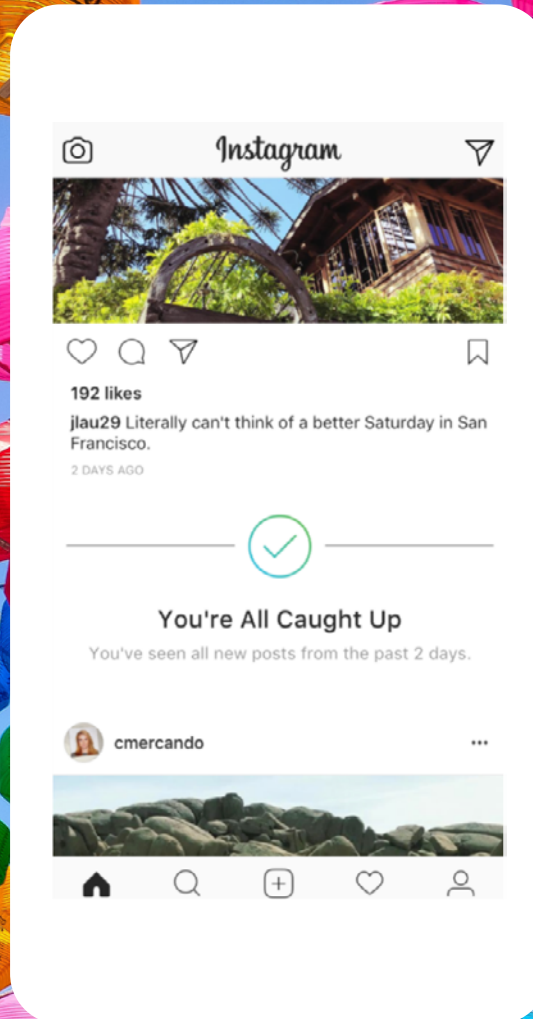 Instagram
192 likes
jlau29 Literally can't think of a better Saturday in San
Francisco.
2 DAYS AGO
You're All Caught Up
You've seen all new posts from the past 2 days.
cmercando